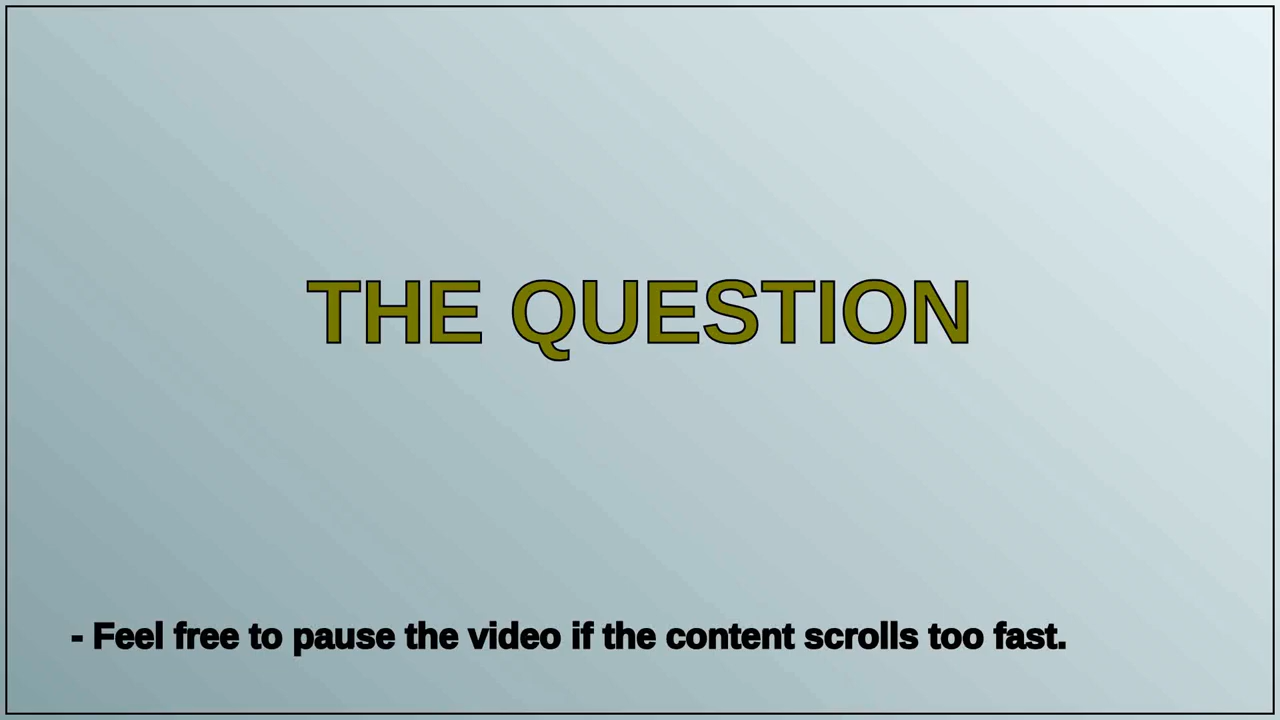 THE QUESTION
- Feel free to pause the video if the content scrolls too fast.